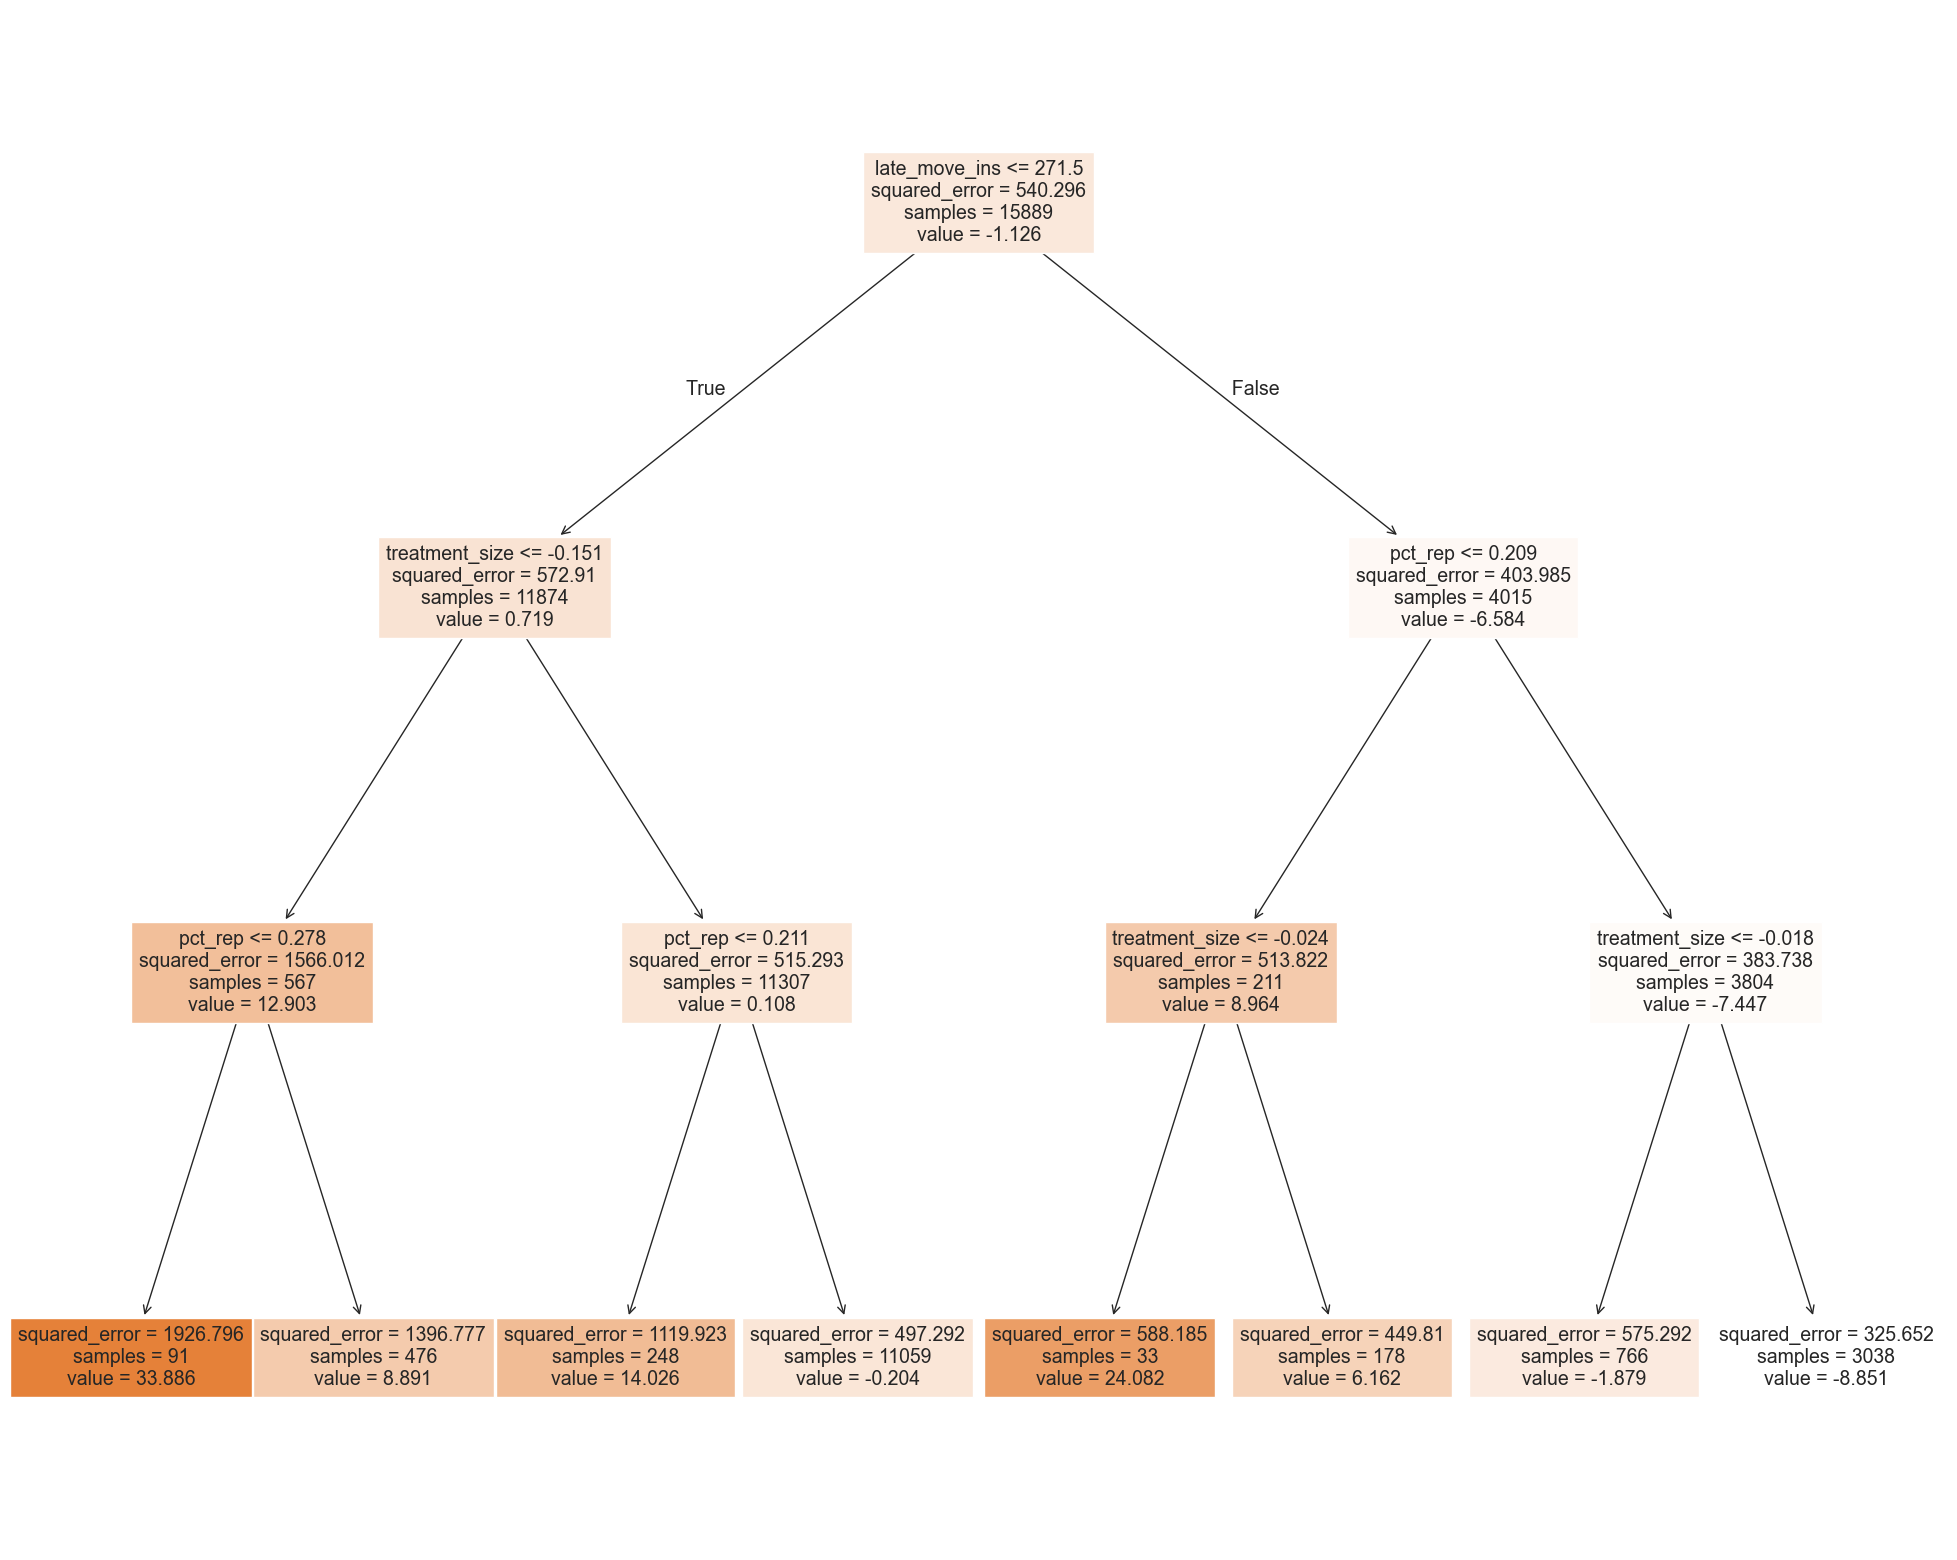 late_move_ins <= 271.5
squared_error = 540.296
samples = 15889
value = -1.126
True
False
treatment_size <= -0.151
squared_error = 572.91
samples = 11874
value = 0.719
pct_rep <= 0.209
squared_error = 403.985
samples = 4015
value = -6.584
pct_rep <= 0.278
squared_error = 1566.012
samples = 567
value = 12.903
pct_rep <= 0.211
squared_error = 515.293
samples = 11307
value = 0.108
treatment_size <= -0.024
squared_error = 513.822
samples = 211
value = 8.964
treatment_size <= -0.018
squared_error = 383.738
samples = 3804
value = -7.447
squared_error = 1926.796
samples = 91
value = 33.886
squared_error = 1396.777
samples = 476
value = 8.891
squared_error = 1119.923
samples = 248
value = 14.026
squared_error = 497.292
samples = 11059
value = -0.204
squared_error = 588.185
samples = 33
value = 24.082
squared_error = 449.81
samples = 178
value = 6.162
squared_error = 575.292
samples = 766
value = -1.879
squared_error = 325.652
samples = 3038
value = -8.851